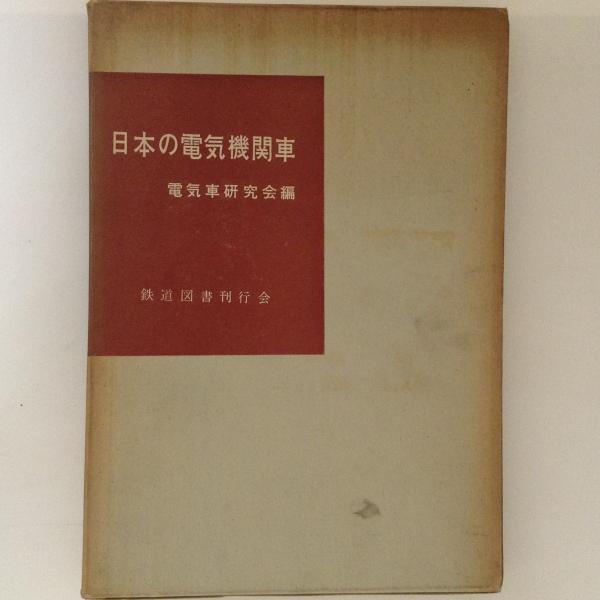 日本の電気機関車
電気車研究会編
鉄道図書刊行会